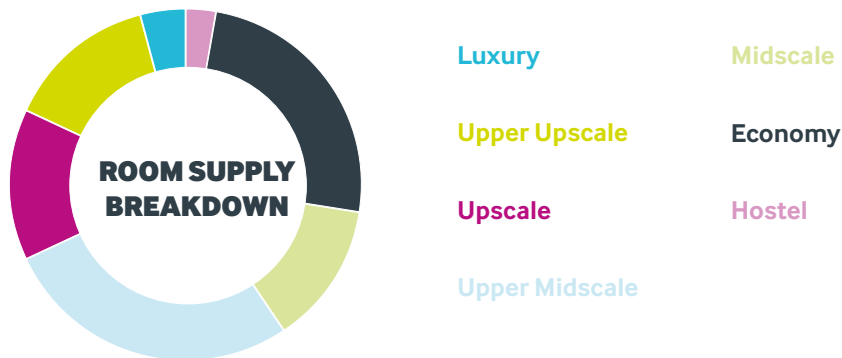 ROOM SUPPLY
BREAKDOWN
Luxury
Upper Upscale
Upscale
Upper Midscale
Midscale
Economy
Hostel